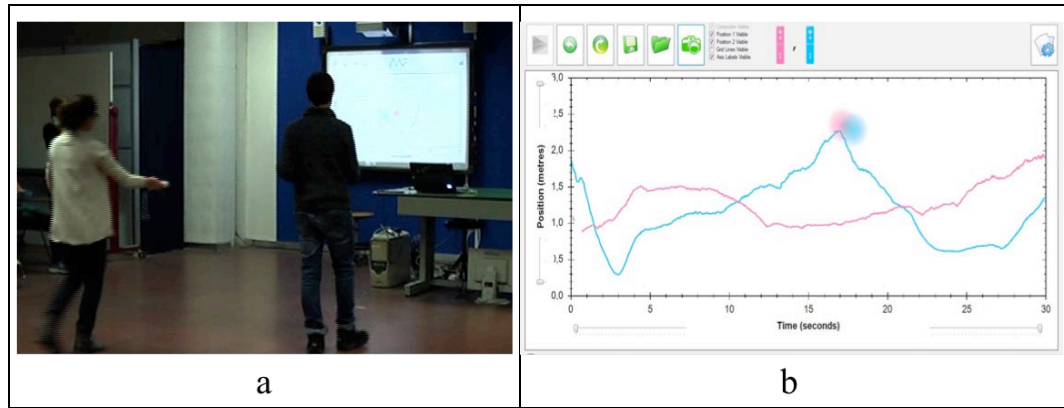 Composite Visible
Position 1 Visible
Position 2 Visible
Grid Lines Visible
Axis Labels Visible
3,0
2,5
2,0
1,5
1,0
0,5
0,0
Position (metres)
0 5 10 15 20 25 30
Time (seconds)
a b